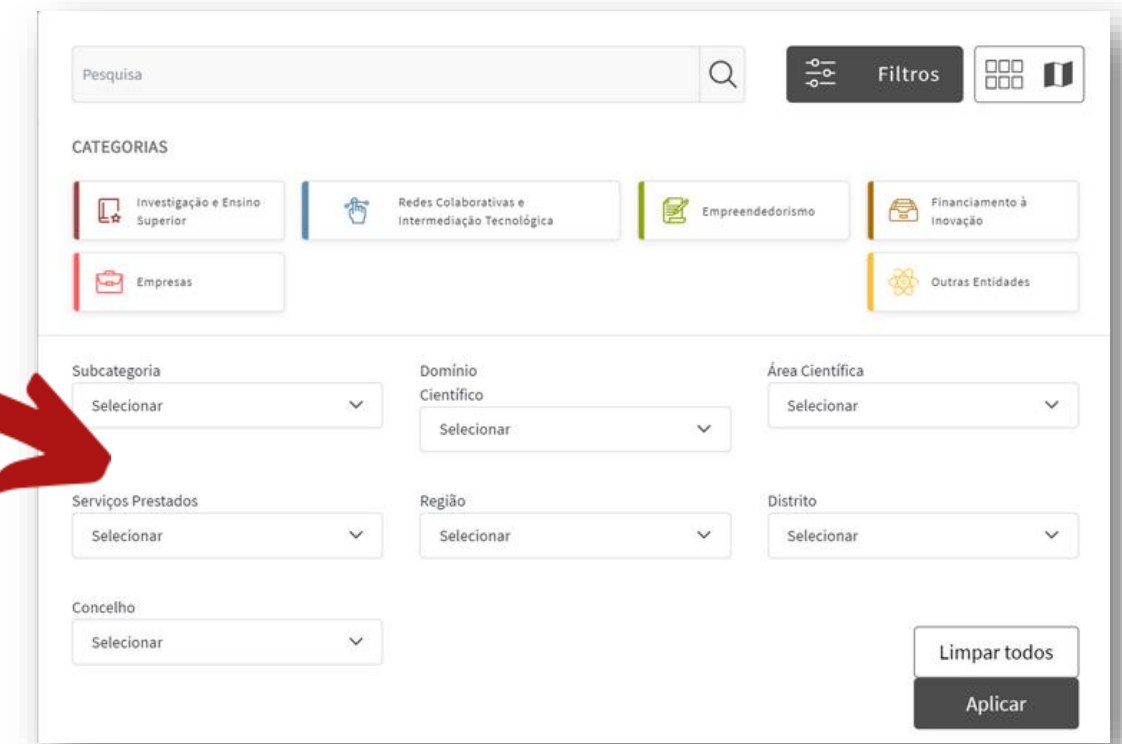 Pesquisa
Filtros
CATEGORIAS
Investigação e Ensino
Superior
Redes Colaborativas e
Intermediação Tecnológica
Empreendedorismo
Financiamento à
Inovação
Empresas
Outras Entidades
Subcategoria
Selecionar
Domínio
Científico
Selecionar
Área Científica
Selecionar
Serviços Prestados
Selecionar
Região
Selecionar
Distrito
Selecionar
Concelho
Selecionar
Limpar todos
Aplicar